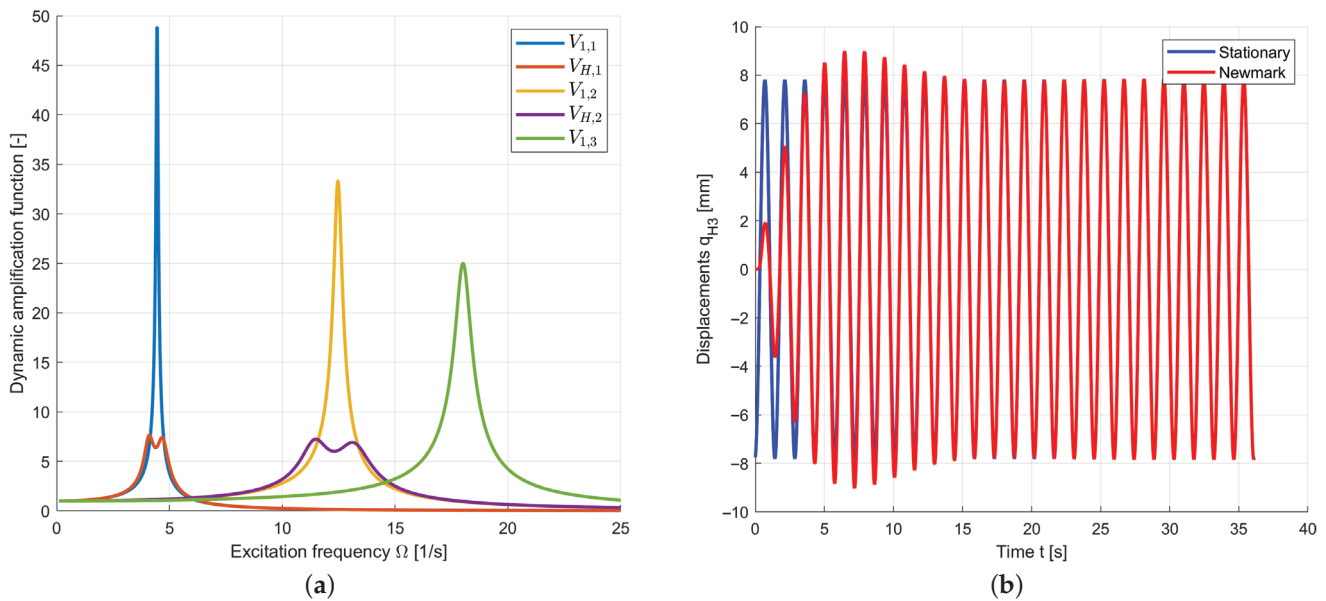 50
45
40
35
30
25
20
15
10
5
0
Dynamic amplification function [-]
0 5 10 15 20 25
Excitation frequency Ω [1/s]
V1,1
VH,1
V1,2
VH,2
V1,3
(a)
10
8
6
4
2
0
−2
−4
−6
−8
−10
Displacements qH3 [mm]
0 5 10 15 20 25 30 35 40
Time t [s]
Stationary
Newmark
(b)